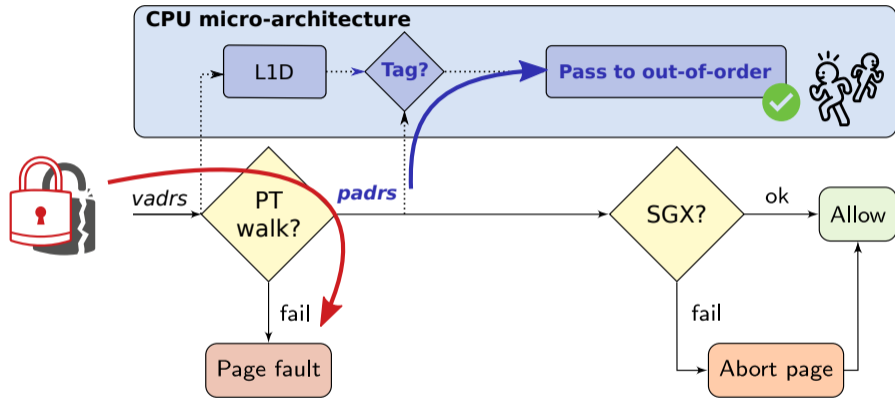 CPU micro-architecture
L1D
Tag?
Pass to out-of-order
vadrs
PT
walk?
padrs
SGX?
ok
Allow
fail
fail
Page fault
Abort page